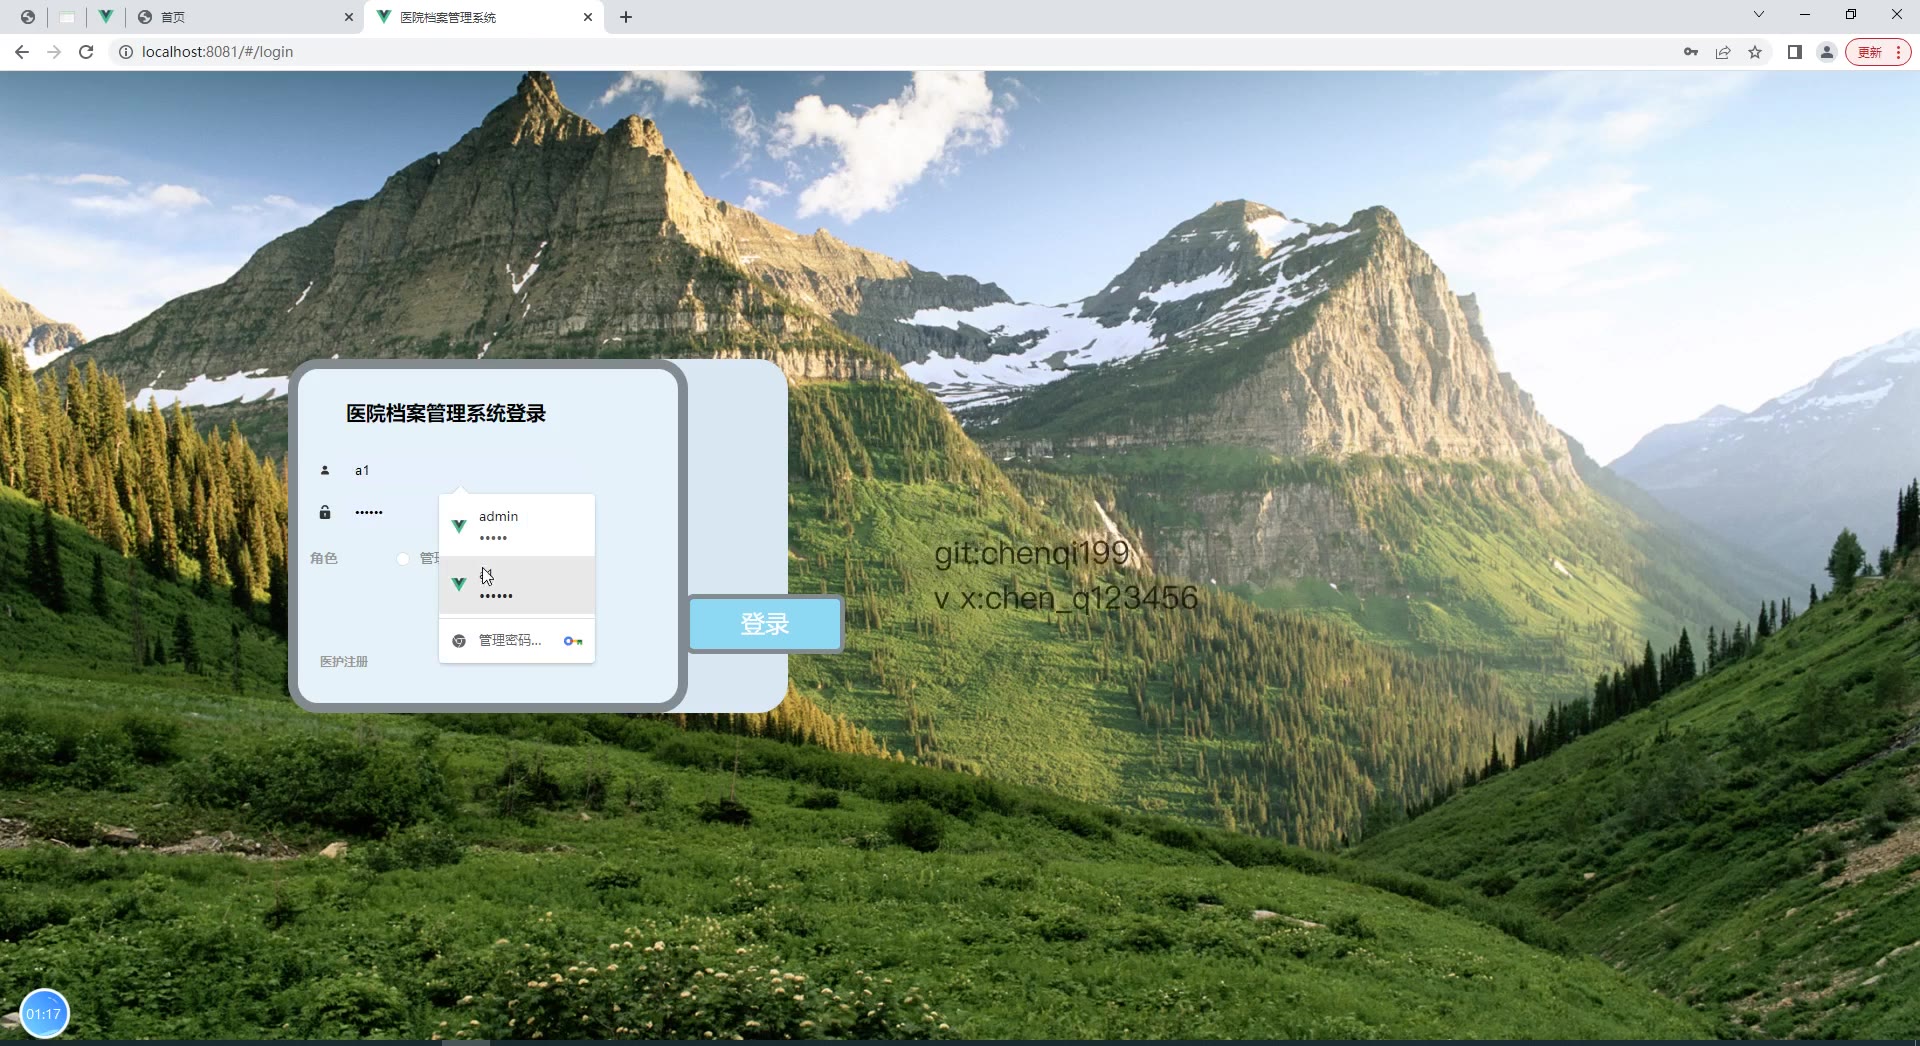 首页
医院档案管理系统
localhost:8081/#/login
更新
医院档案管理系统登录
a1
••••••
admin
•••••
角色
••••••
管理密码...
登录
医护注册
git:chenqi199
v x:chen_q123456
01:17